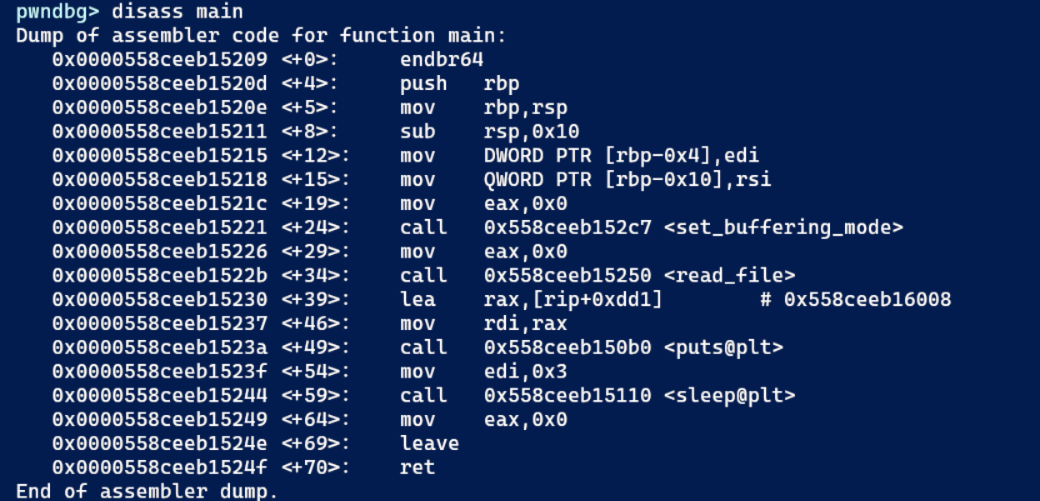 pwndbg> disass main
Dump of assembler code for function main:
   0x0000558ceeb15209 <+0>:     endbr64
   0x0000558ceeb1520d <+4>:     push   rbp
   0x0000558ceeb1520e <+5>:     mov    rbp,rsp
   0x0000558ceeb15211 <+8>:     sub    rsp,0x10
   0x0000558ceeb15215 <+12>:    mov    DWORD PTR [rbp-0x4],edi
   0x0000558ceeb15218 <+15>:    mov    QWORD PTR [rbp-0x10],rsi
   0x0000558ceeb1521c <+19>:    mov    eax,0x0
   0x0000558ceeb15221 <+24>:    call   0x558ceeb152c7 <set_buffering_mode>
   0x0000558ceeb15226 <+29>:    mov    eax,0x0
   0x0000558ceeb1522b <+34>:    call   0x558ceeb15250 <read_file>
   0x0000558ceeb15230 <+39>:    lea    rax,[rip+0xdd1]        # 0x558ceeb16008
   0x0000558ceeb15237 <+46>:    mov    rdi,rax
   0x0000558ceeb1523a <+49>:    call   0x558ceeb150b0 <puts@plt>
   0x0000558ceeb1523f <+54>:    mov    edi,0x3
   0x0000558ceeb15244 <+59>:    call   0x558ceeb15110 <sleep@plt>
   0x0000558ceeb15249 <+64>:    mov    eax,0x0
   0x0000558ceeb1524e <+69>:    leave
   0x0000558ceeb1524f <+70>:    ret
End of assembler dump.